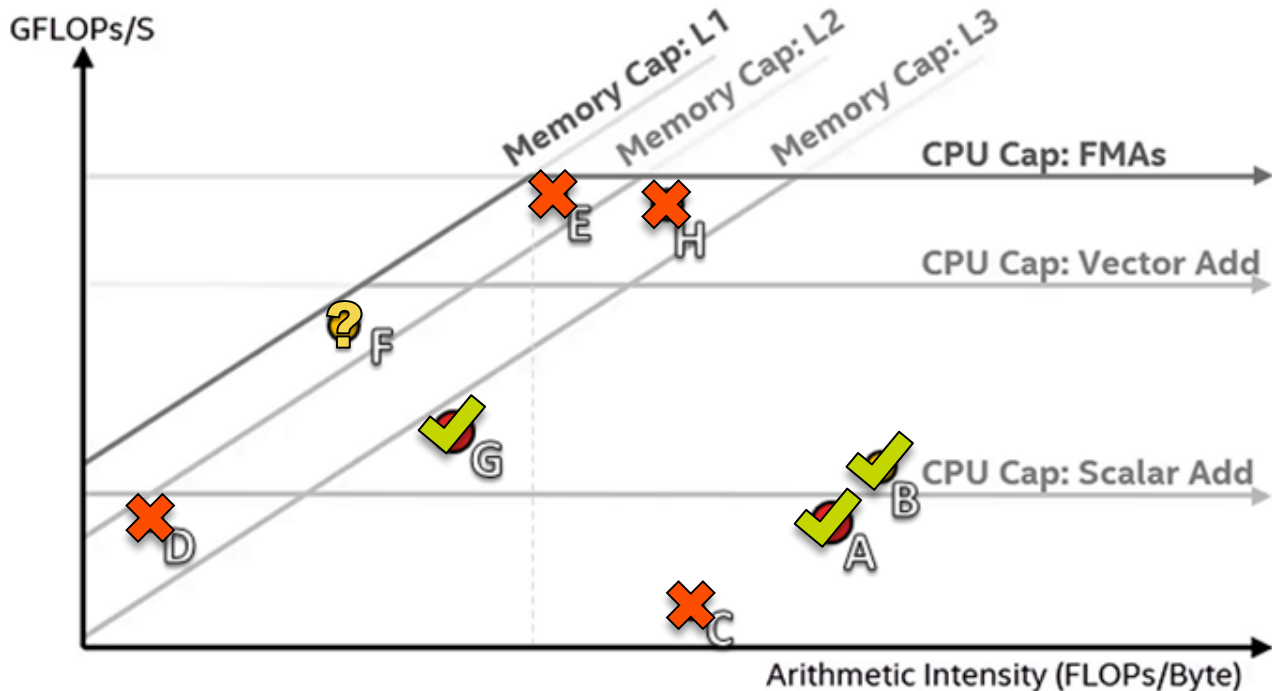 GFLOPs/S
Memory Cap: L1
Memory Cap: L2
Memory Cap: L3
CPU Cap: FMAs
E
H
CPU Cap: Vector Add
?
F
G
CPU Cap: Scalar Add
B
D
A
C
Arithmetic Intensity (FLOPs/Byte)